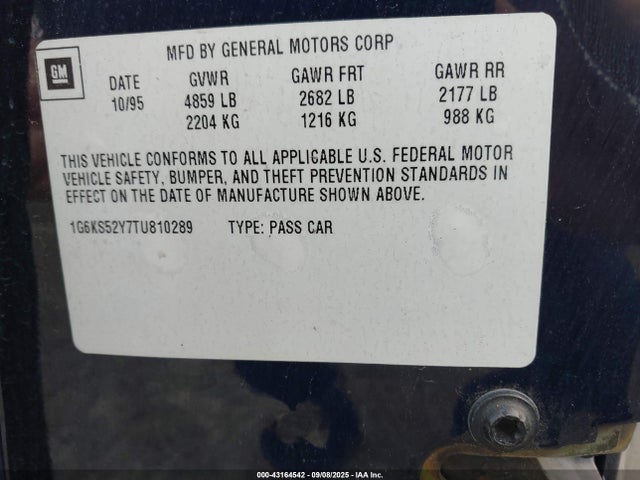 MFD BY GENERAL MOTORS CORP
GM
DATE GVWR GAWR FRT GAWR RR
10/95 4859 LB 2682 LB 2177 LB
2204 KG 1216 KG 988 KG
THIS VEHICLE CONFORMS TO ALL APPLICABLE U.S. FEDERAL MOTOR
VEHICLE SAFETY, BUMPER, AND THEFT PREVENTION STANDARDS IN
EFFECT ON THE DATE OF MANUFACTURE SHOWN ABOVE.
1G6KS52Y7TU810289 TYPE: PASS CAR
000-43164542 - 09/08/2025 - IAA Inc.